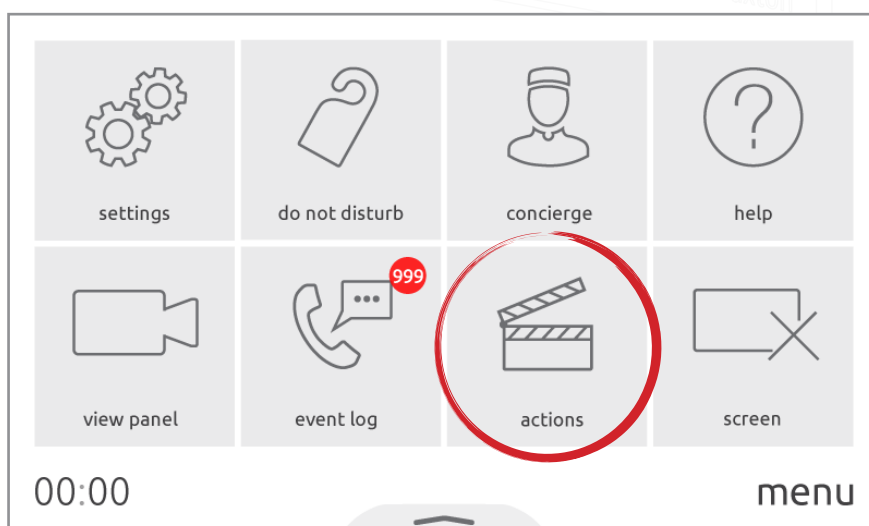 settings
do not disturb
concierge
help
999
view panel
event log
actions
screen
00:00
menu